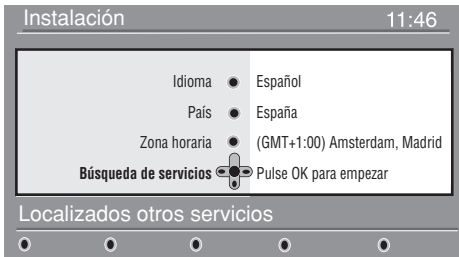 Instalación 11:46
Idioma Español
País España
Zona horaria (GMT+1:00) Amsterdam, Madrid
Búsqueda de servicios Pulse OK para empezar
Localizados otros servicios